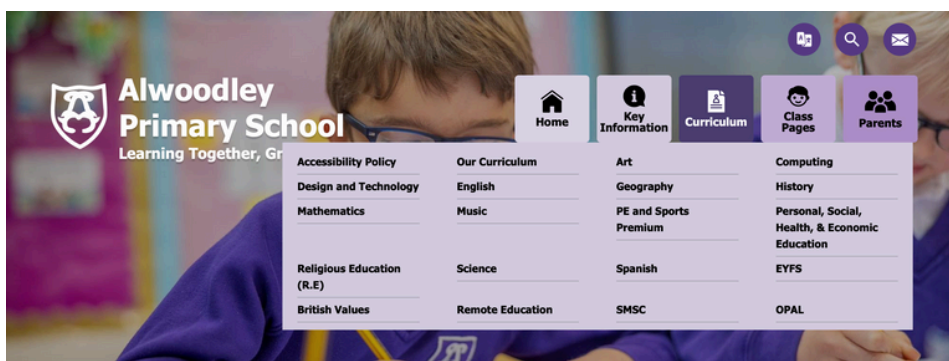 Alwoodley
Primary School
Learning Together, Gr
Home
Key
Information
Curriculum
Class
Pages
Parents
Accessibility Policy
Our Curriculum
Art
Computing
Design and Technology
English
Geography
History
Mathematics
Music
PE and Sports
Premium
Personal, Social,
Health, & Economic
Education
Religious Education
(R.E)
Science
Spanish
EYFS
British Values
Remote Education
SMSC
OPAL